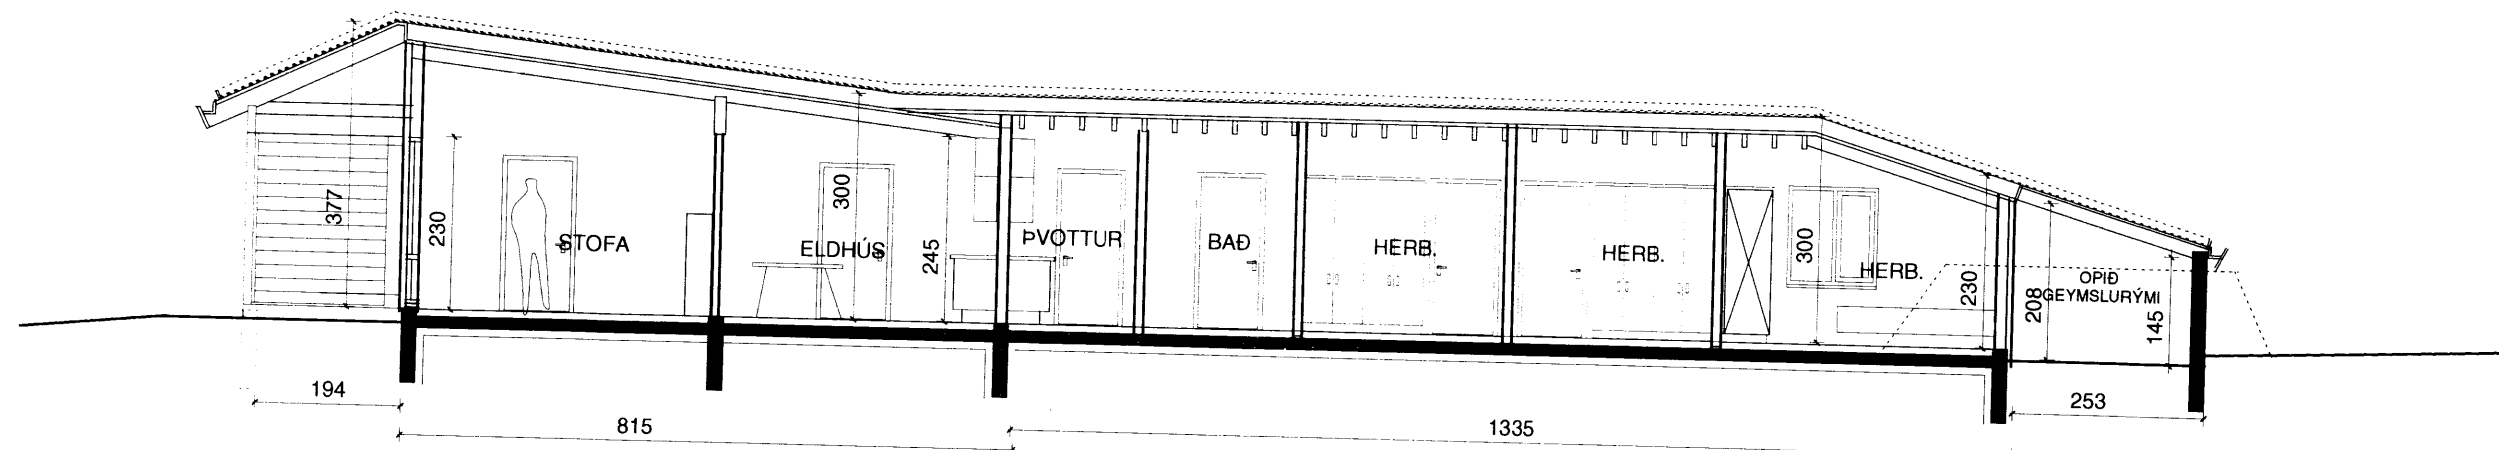 377
230
STOFA
300
ELDHÚS
245
ÞVOTTUR
BAÐ
HERB.
HERB.
300
HERB.
230
208
OPIÐ
GEYMSLURÝMI
145
194
815
1335
253